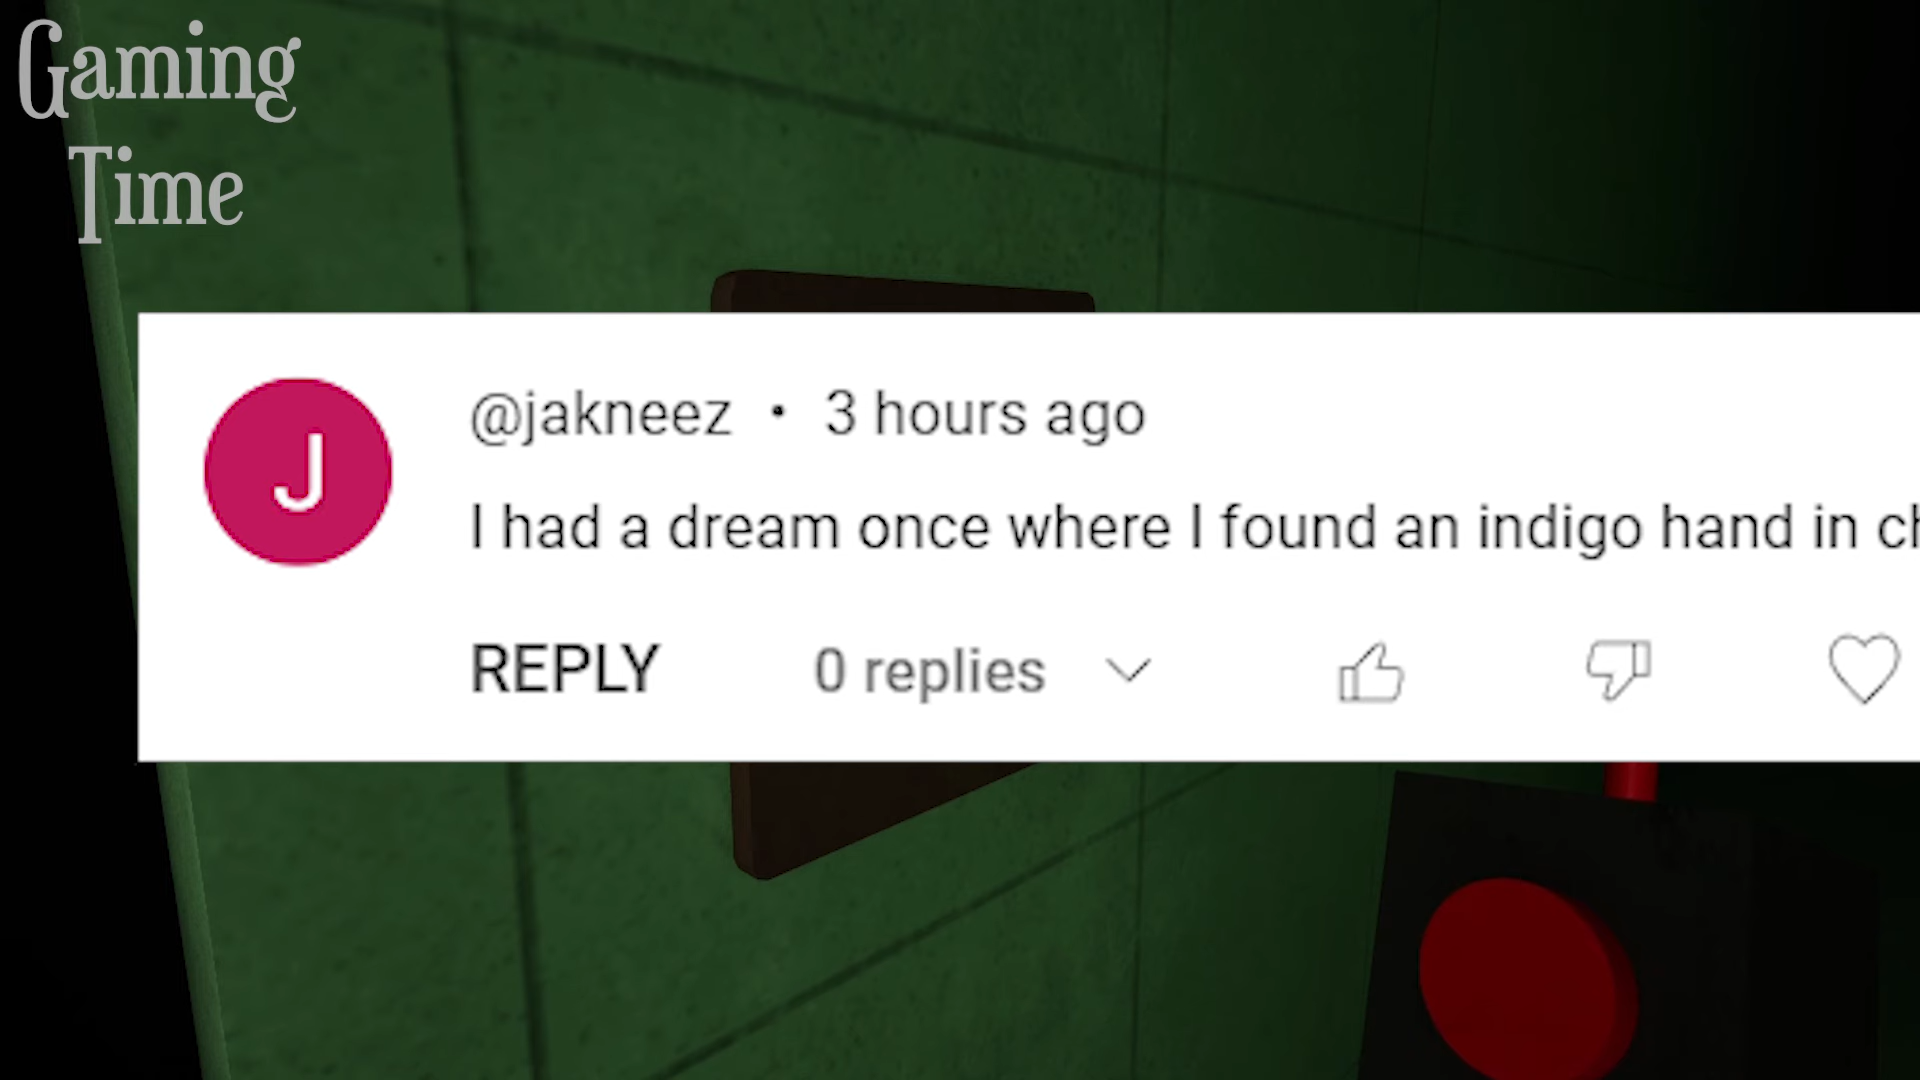 Gaming
Time
@jakneez • 3 hours ago
I had a dream once where I found an indigo hand in
REPLY
0 replies
J